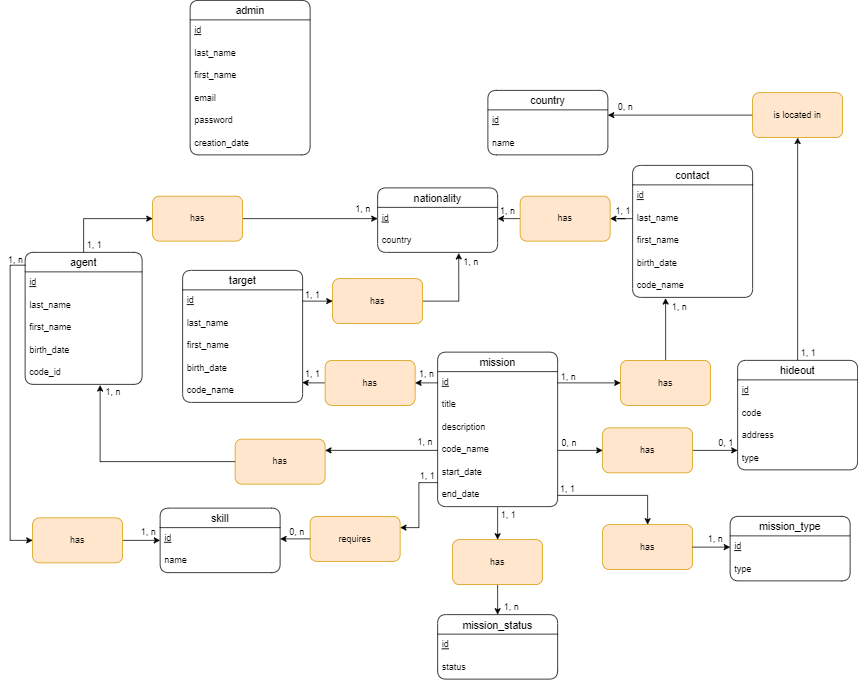 admin
id
last_name
first_name
email
password
creation_date
country
id
name
0, n
is located in
contact
id
last_name
first_name
birth_date
code_name
nationality
id
country
has
1, n
has
1, n
1, 1
1, 1
1, n
agent
id
last_name
first_name
birth_date
code_id
target
id
last_name
first_name
birth_date
code_name
1, 1
has
1, n
1, n
1, 1
has
1, n
mission
id
title
description
code_name
start_date
end_date
1, n
has
1, 1
hideout
id
code
address
type
1, n
has
1, n
0, n
has
0, 1
1, 1
1, 1
has
1, n
skill
id
name
0, n
requires
1, 1
has
1, n
mission_type
id
type
has
1, n
mission_status
id
status